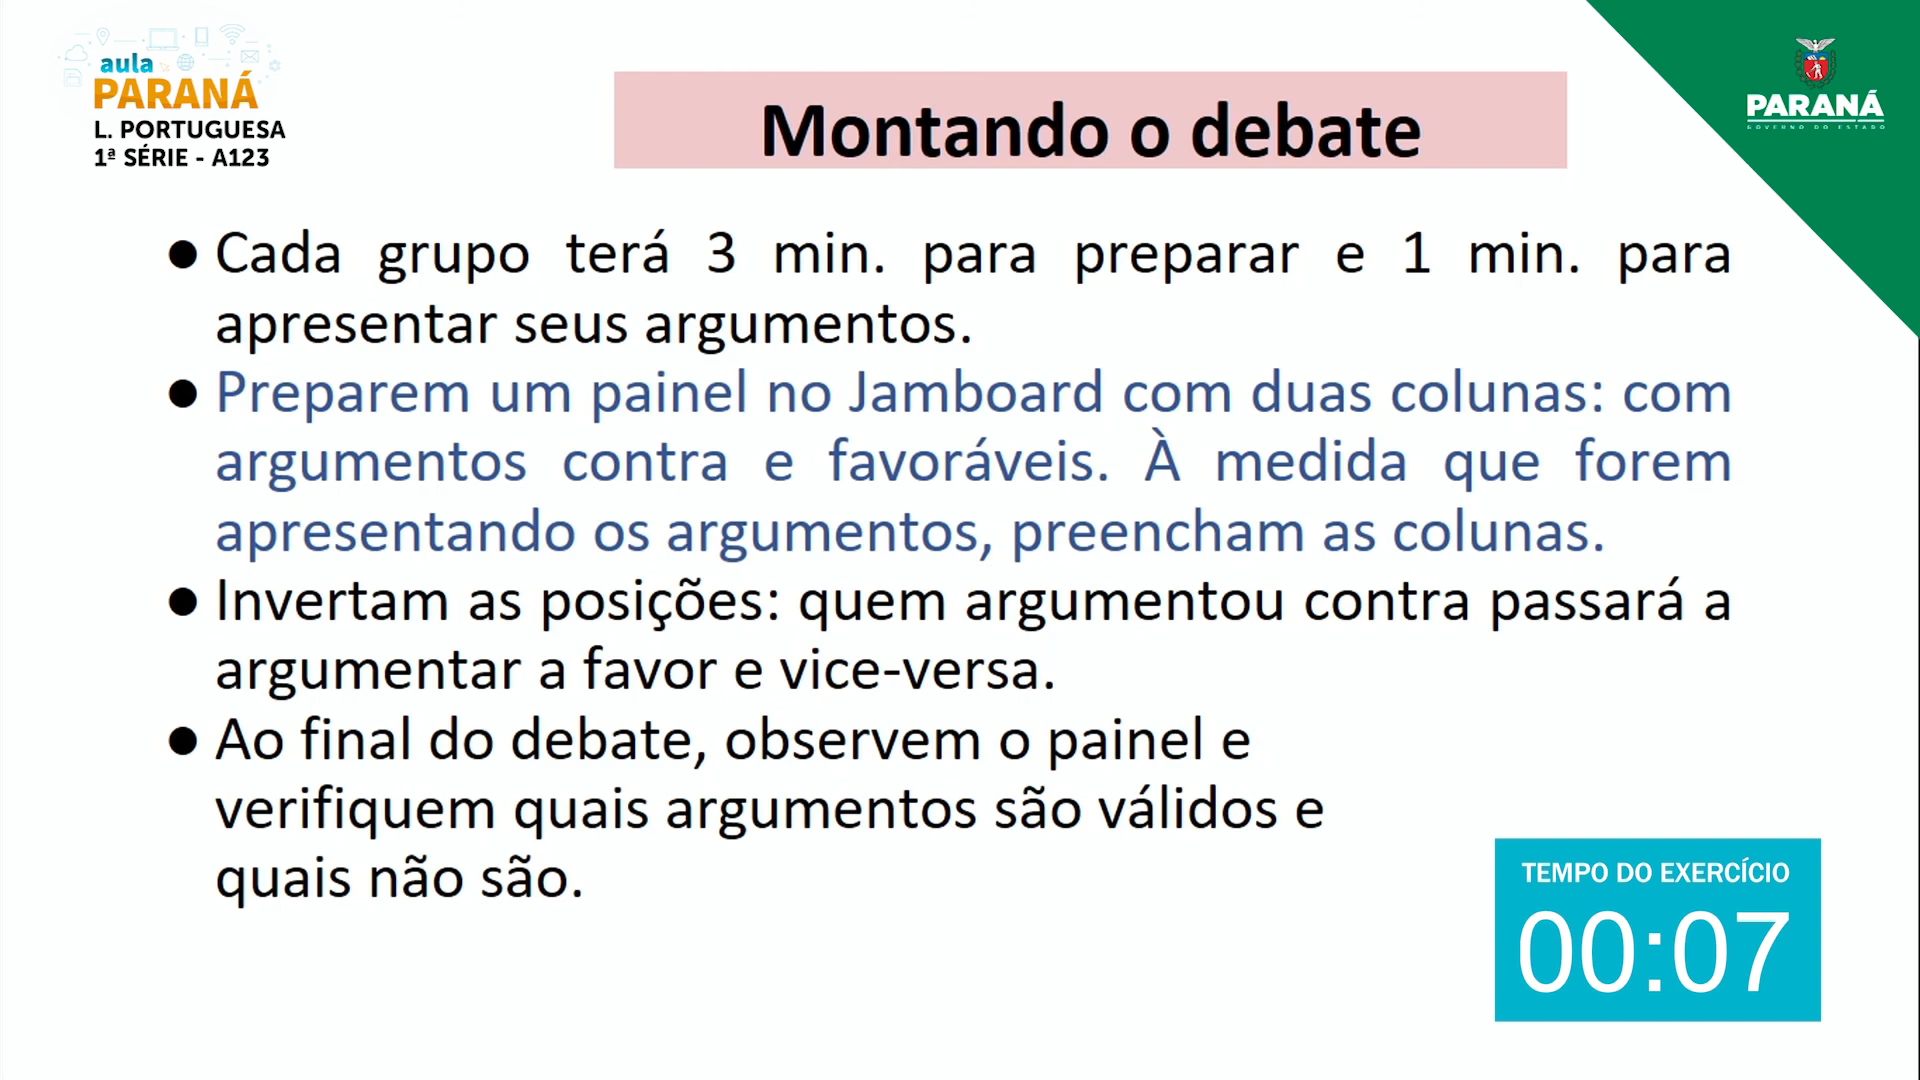 aula
PARANÁ
L. PORTUGUESA
1ª SÉRIE - A123
PARANÁ
GOVERNO DO ESTADO
Montando o debate
● Cada grupo terá 3 min. para preparar e 1 min. para
apresentar seus argumentos.
● Preparem um painel no Jamboard com duas colunas: com
argumentos contra e favoráveis. À medida que forem
apresentando os argumentos, preencham as colunas.
● Invertam as posições: quem argumentou contra passará a
argumentar a favor e vice-versa.
● Ao final do debate, observem o painel e
verifiquem quais argumentos são válidos e
quais não são.
TEMPO DO EXERCÍCIO
00:07